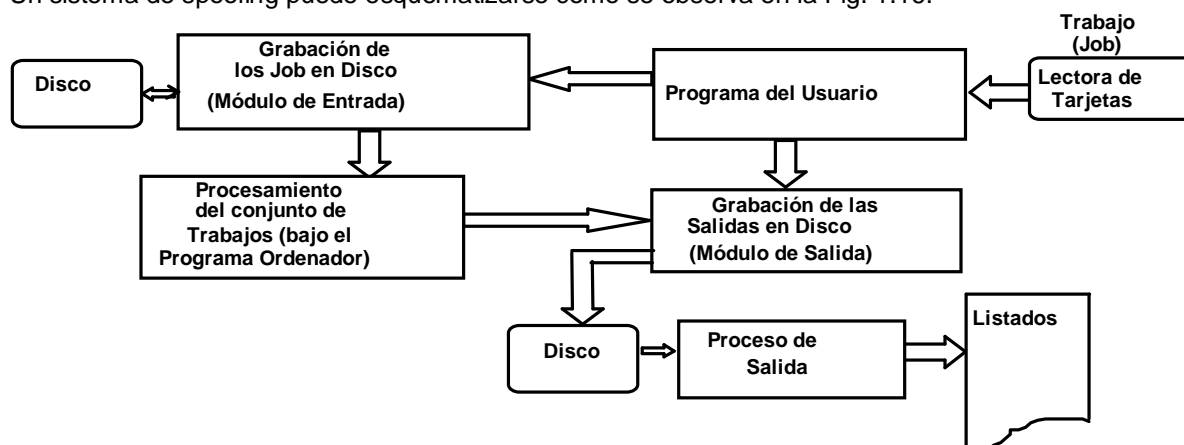 Un sistema de spooling puede esquematizarse como se observa en la Fig.
Trabajo
(Job)
Grabación de
los Job en Disco
(Módulo de Entrada)
Disco
Programa del Usuario
Lectora de
Tarjetas
Procesamiento
del conjunto de
Trabajos (bajo el
Programa Ordenador)
Grabación de las
Salidas en Disco
(Módulo de Salida)
Disco
Proceso de
Salida
Listados